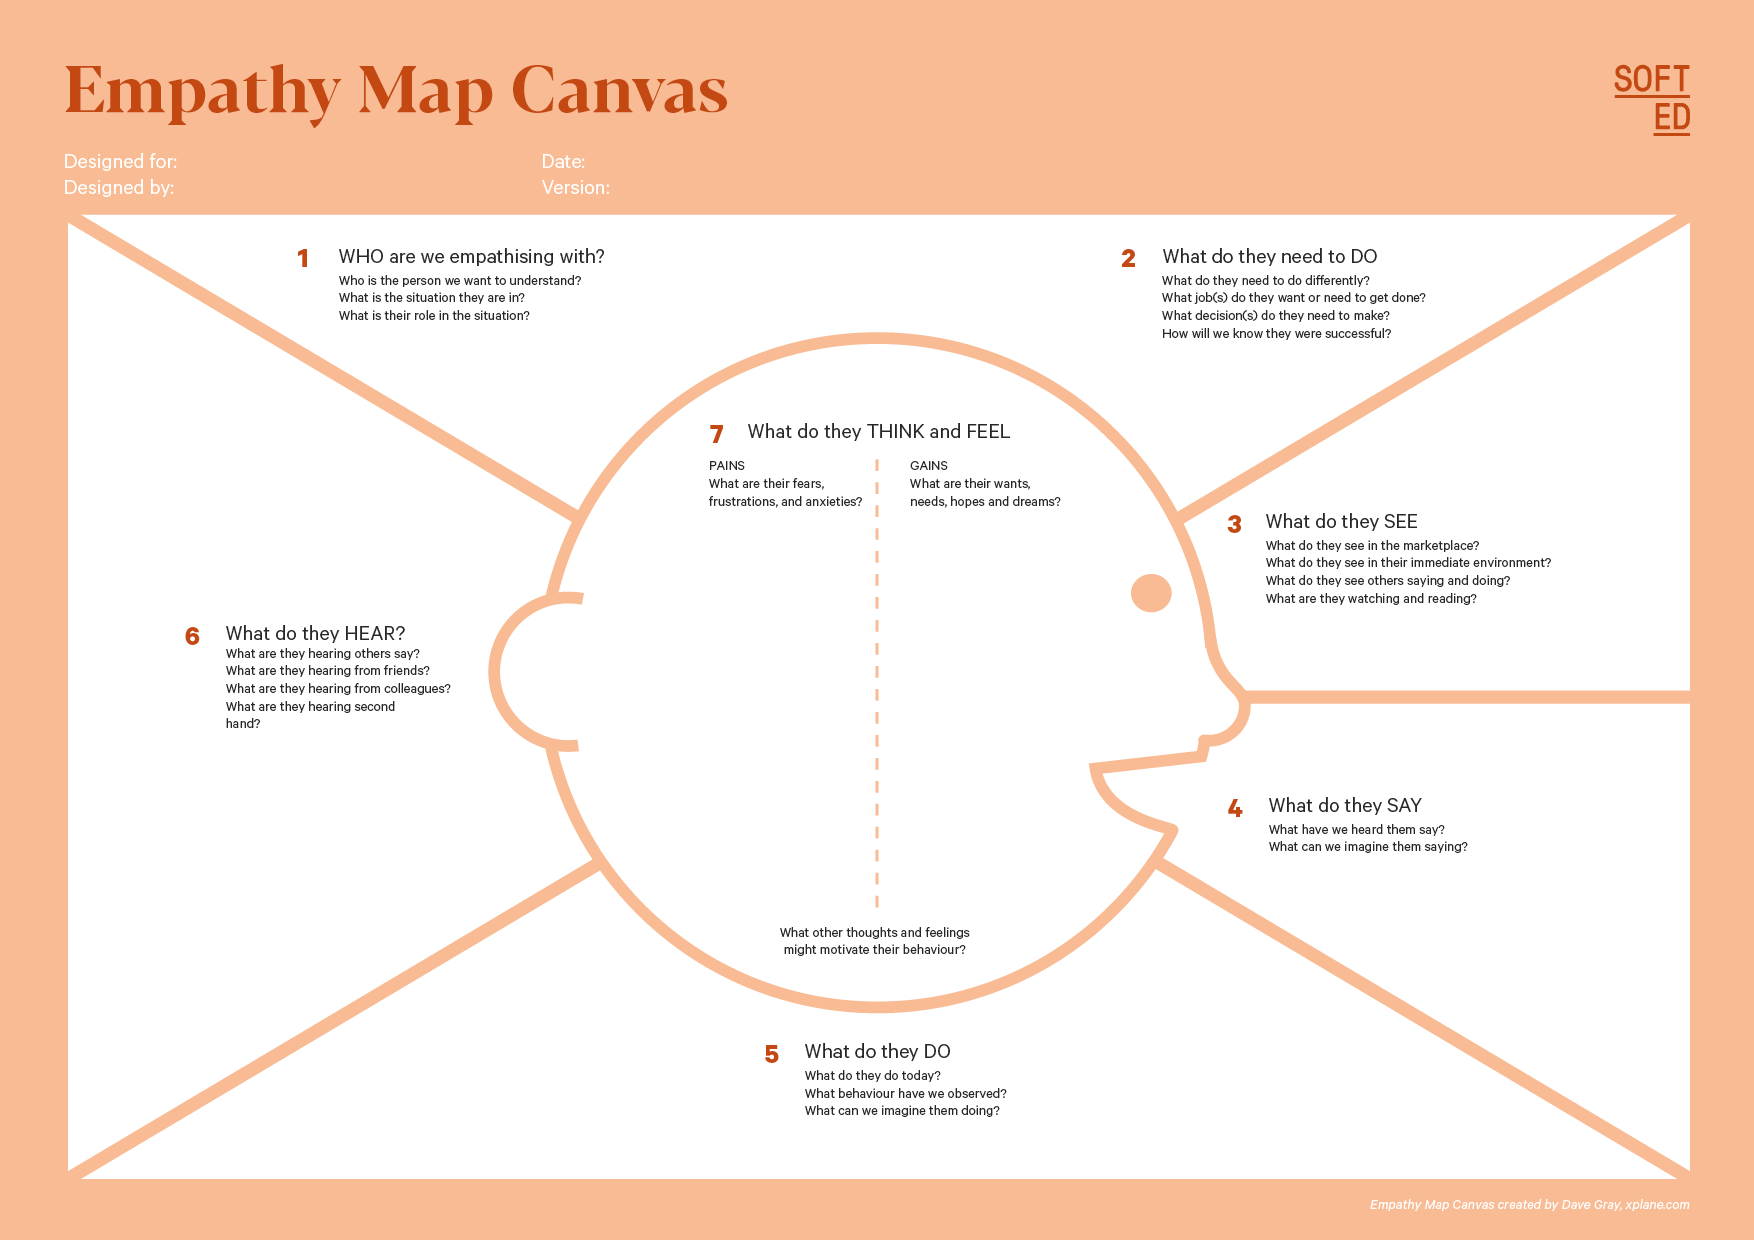 Empathy Map Canvas
SOFT
ED
Designed for:
Designed by:
Date:
Version:
1 WHO are we empathising with?
Who is the person we want to understand?
What is the situation they are in?
What is their role in the situation?
2 What do they need to DO
What do they need to do differently?
What job(s) do they want or need to get done?
What decision(s) do they need to make?
How will we know they were successful?
3 What do they SEE
What do they see in the marketplace?
What do they see in their immediate environment?
What do they see others saying and doing?
What are they watching and reading?
4 What do they SAY
What have we heard them say?
What can we imagine them saying?
5 What do they DO
What do they do today?
What behaviour have we observed?
What can we imagine them doing?
6 What do they HEAR?
What are they hearing others say?
What are they hearing from friends?
What are they hearing from colleagues?
What are they hearing second
hand?
7 What do they THINK and FEEL
PAINS
What are their fears,
frustrations, and anxieties?
GAINS
What are their wants,
needs, hopes and dreams?
What other thoughts and feelings
might motivate their behaviour?
Empathy Map Canvas created by Dave Gray, xplane.com